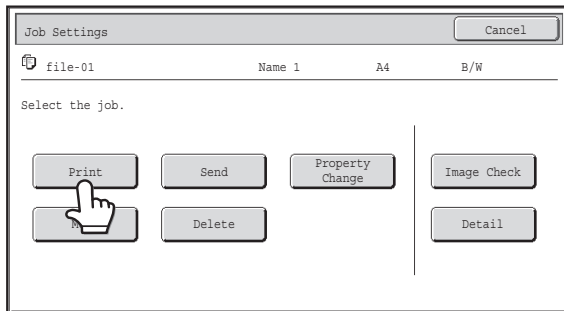 Job Settings
Cancel
file-01 Name 1 A4 B/W
Select the job.
Print
Send
Property
Change
Image Check
Delete
Detail